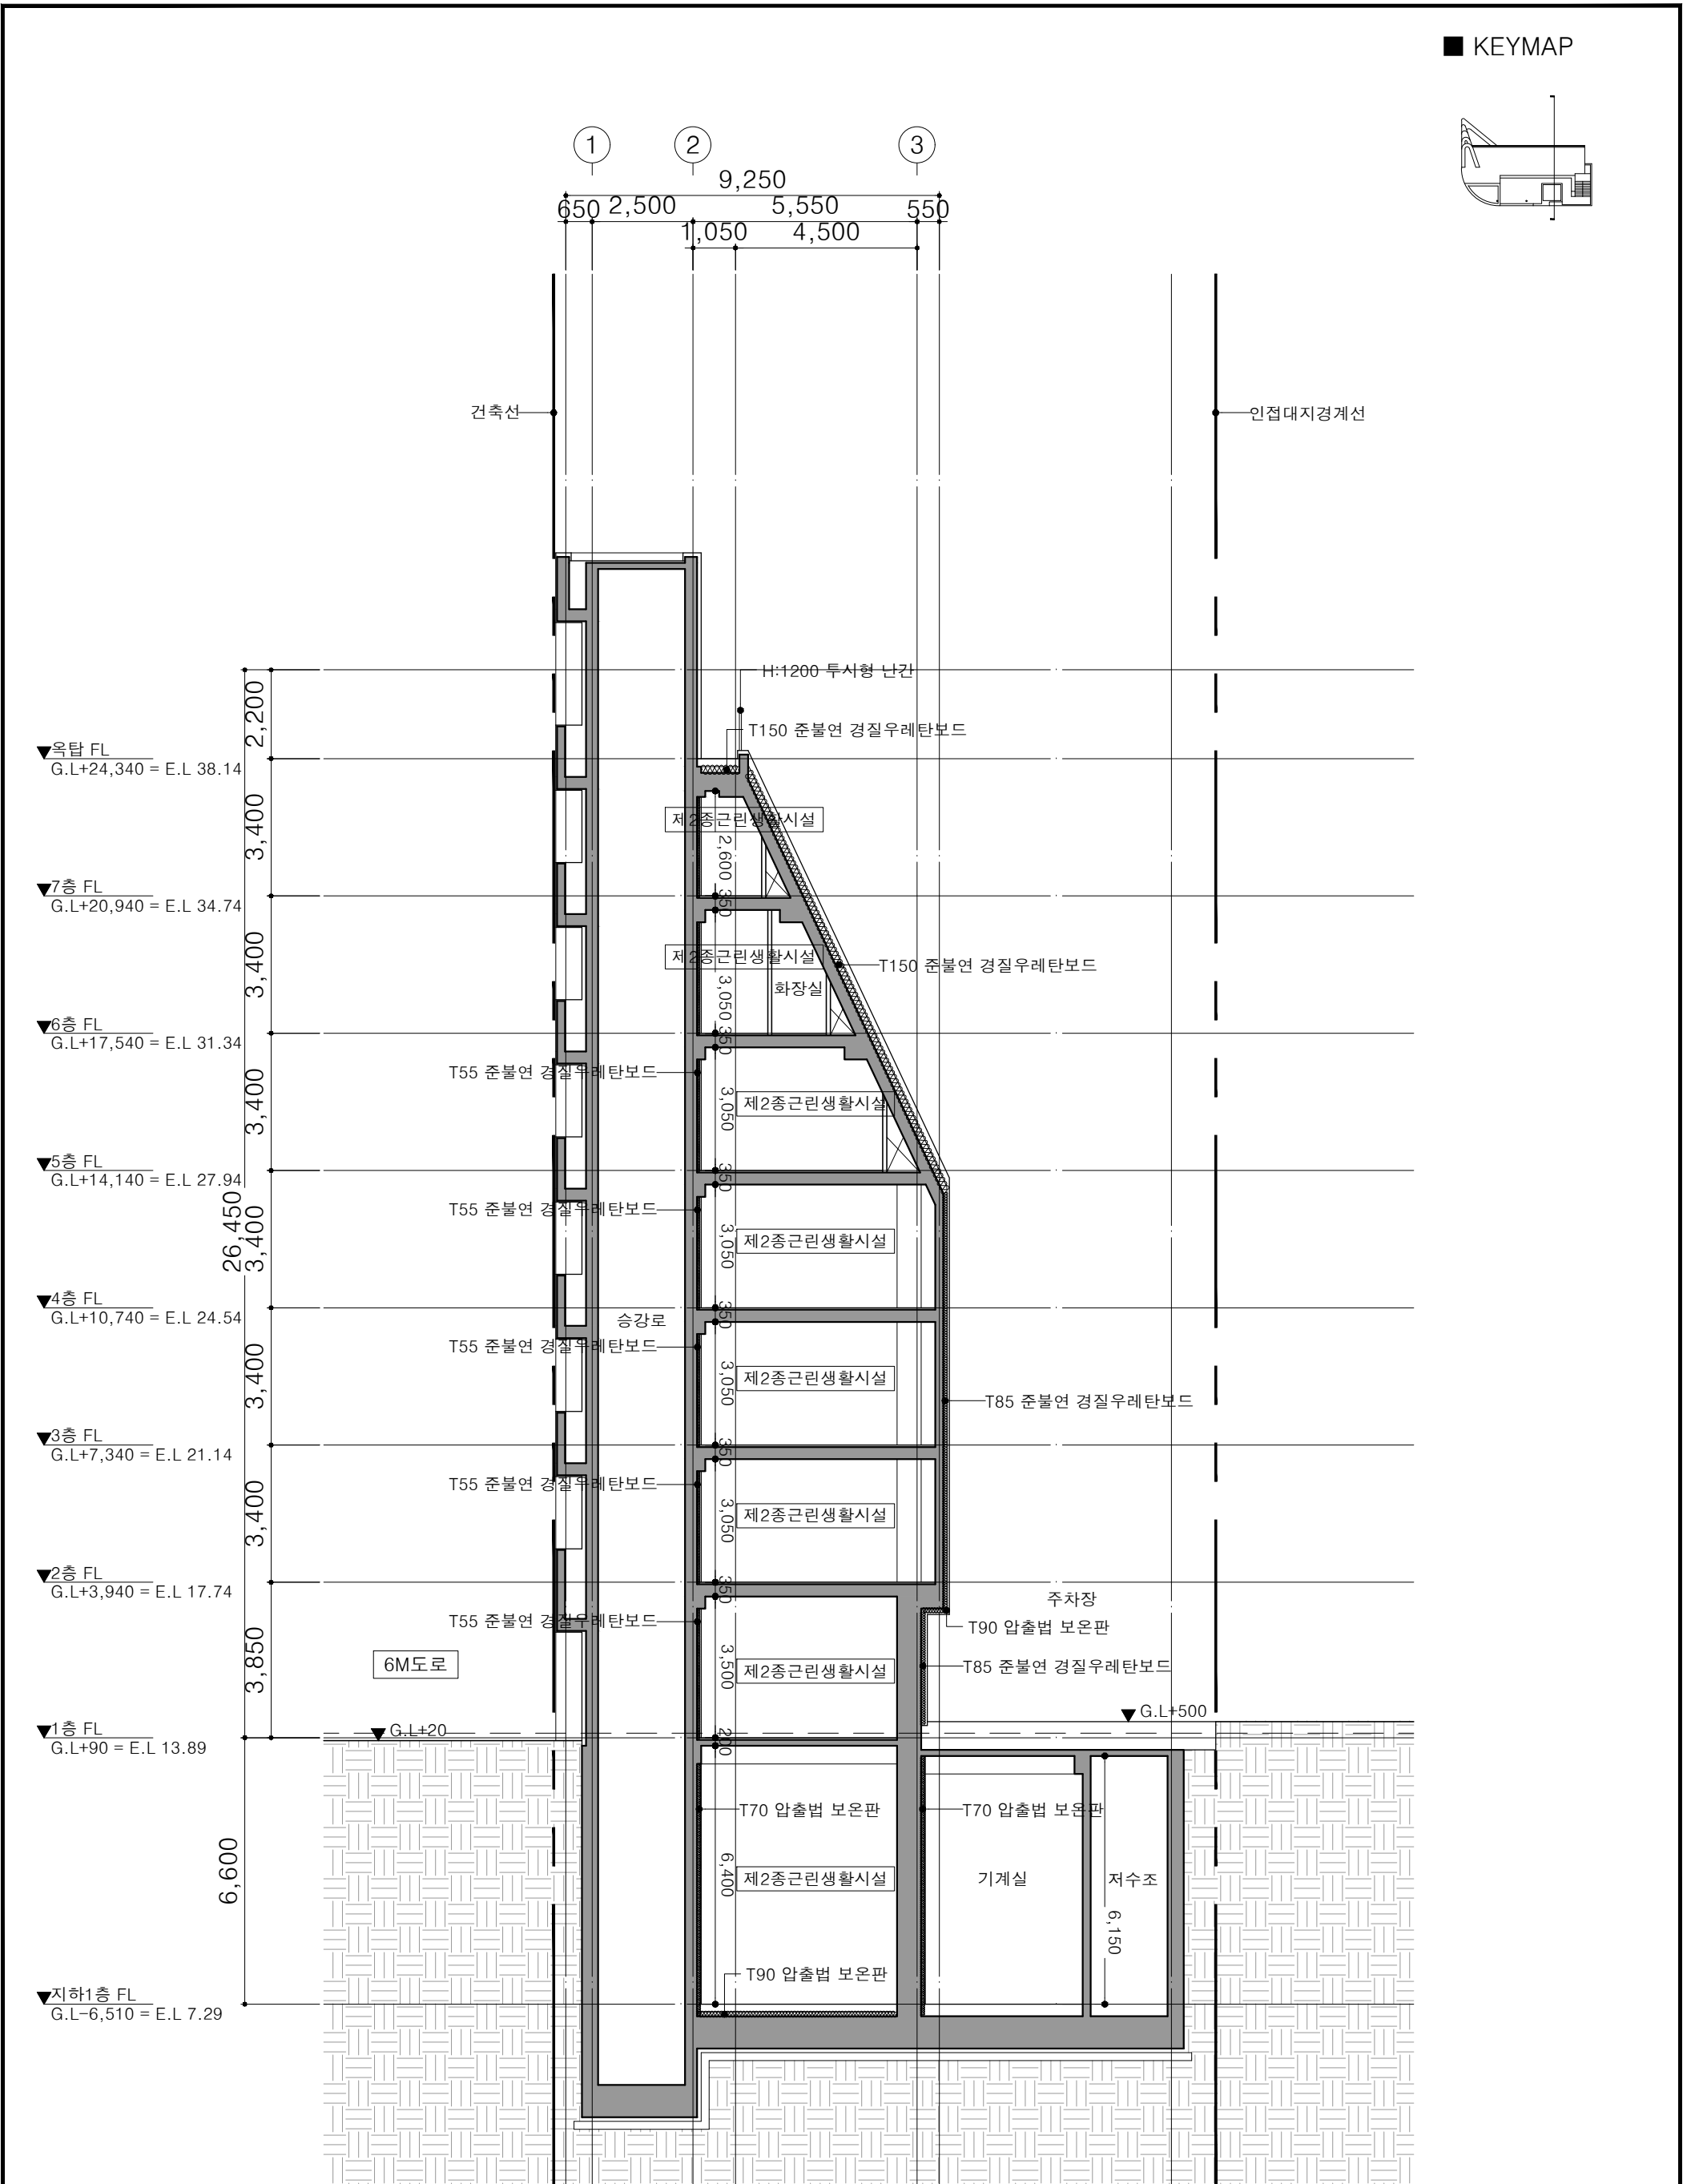 ■ KEYMAP
1
2
3
9,250
650
2,500
5,550
550
1,050
4,500
건축선
인접대지경계선
H:1200 투시형 난간
2,200
T150 준불연 경질우레탄보드
▼옥탑 FL
G.L+24,340 = E.L 38.14
3,400
제2종근린생활시설
2,600
▼7층 FL
G.L+20,940 = E.L 34.74
350
3,400
제2종근린생활시설
T150 준불연 경질우레탄보드
3,050
화장실
▼6층 FL
G.L+17,540 = E.L 31.34
350
T55 준불연 경질우레탄보드
3,400
3,050
제2종근린생활시설
▼5층 FL
G.L+14,140 = E.L 27.94
350
T55 준불연 경질우레탄보드
26,450
3,400
3,050
제2종근린생활시설
▼4층 FL
G.L+10,740 = E.L 24.54
350
승강로
T55 준불연 경질우레탄보드
3,400
3,050
제2종근린생활시설
T85 준불연 경질우레탄보드
▼3층 FL
G.L+7,340 = E.L 21.14
350
T55 준불연 경질우레탄보드
3,400
3,050
제2종근린생활시설
▼2층 FL
G.L+3,940 = E.L 17.74
350
주차장
T55 준불연 경질우레탄보드
T90 압출법 보온판
3,850
6M도로
3,500
제2종근린생활시설
T85 준불연 경질우레탄보드
G.L+500
▼1층 FL
G.L+90 = E.L 13.89
G.L+20
200
T70 압출법 보온판
T70 압출법 보온판
6,600
6,400
제2종근린생활시설
기계실
저수조
6,150
T90 압출법 보온판
▼지하1층 FL
G.L-6,510 = E.L 7.29